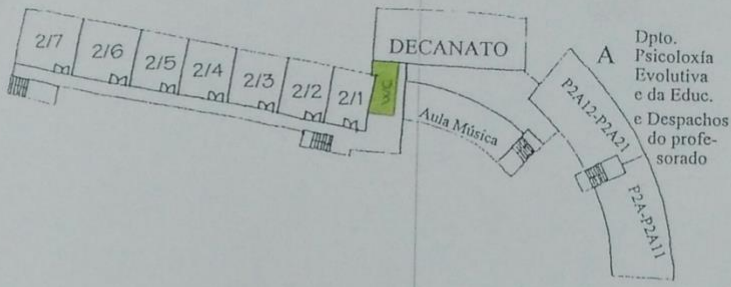 2/7
2/6
2/5
2/4
2/3
2/2
2/1
DECANATO
Aula Música
A
Dpto.
Psicoloxía
Evolutiva
e da Educ.
e Despachos
do profe-
sorado
P2A12-P2A21
P2A-P2A11